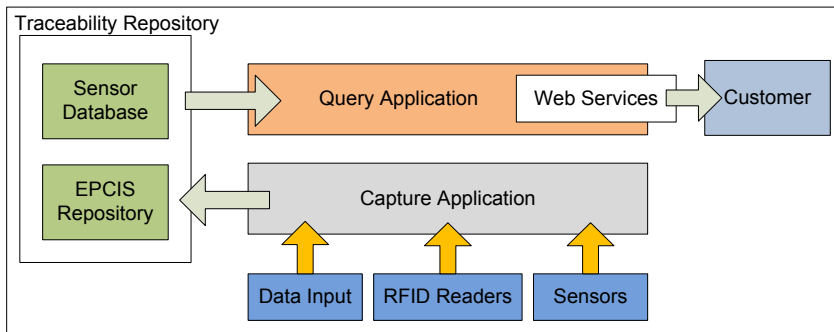 Traceability Repository
Sensor
Database
Query Application
Web Services
Customer
EPCIS
Repository
Capture Application
Data Input
RFID Readers
Sensors